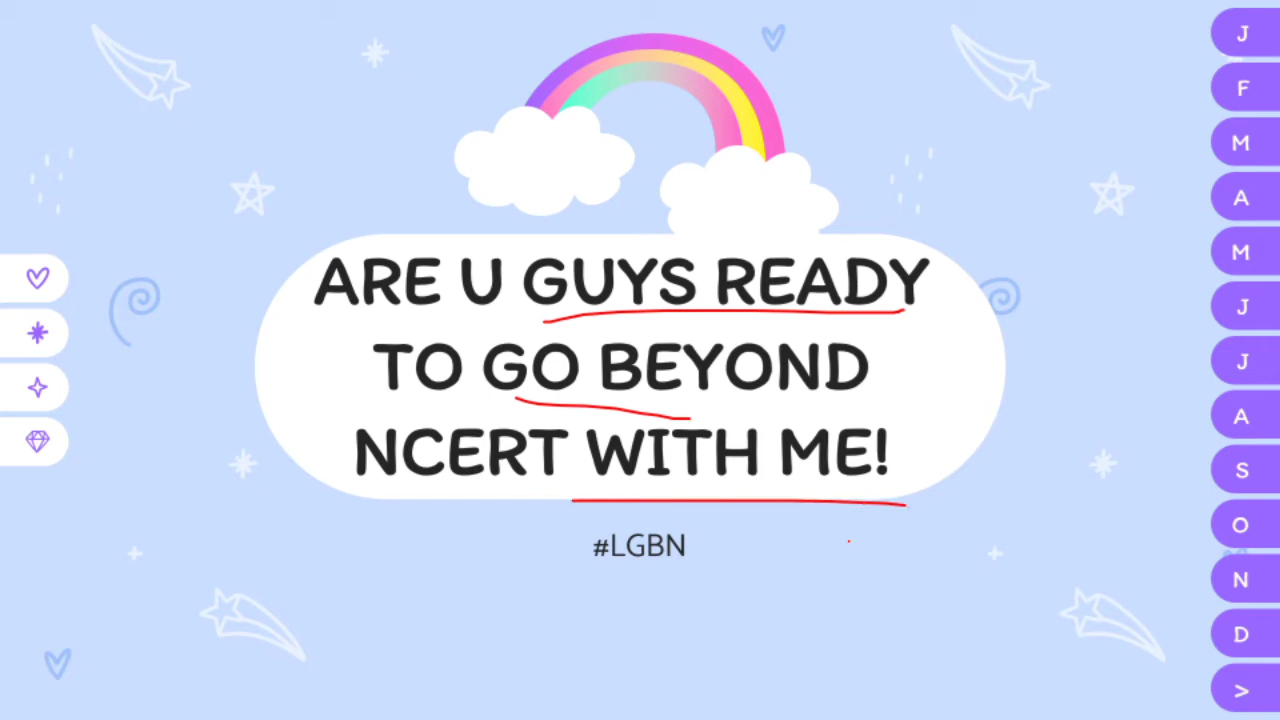 ARE U GUYS READY
TO GO BEYOND
NCERT WITH ME!
#LGBN
J
F
M
A
M
J
J
A
S
O
N
D
>